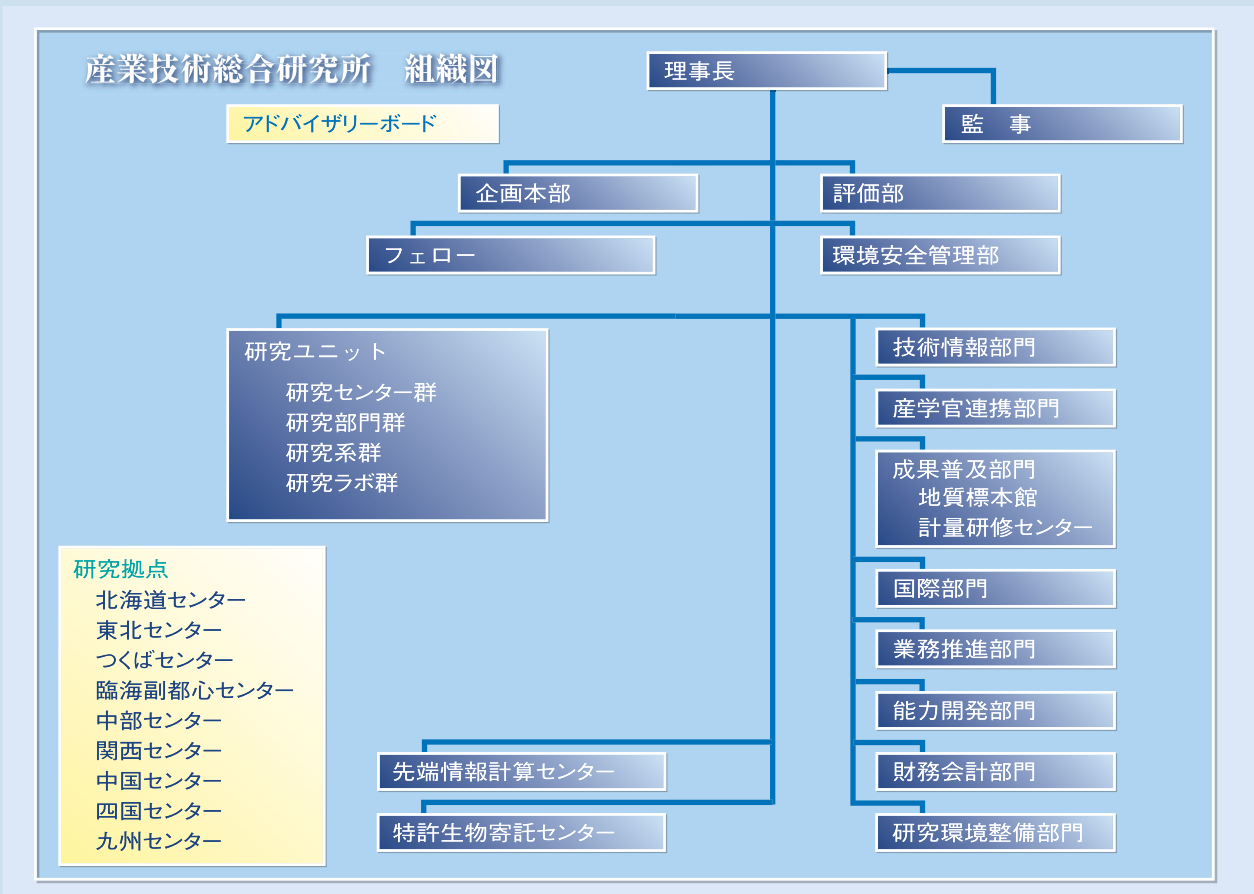 産業技術総合研究所　組織図
理事長
監　事
アドバイザリーボード
企画本部
評価部
フェロー
環境安全管理部
研究ユニット
研究センター群
研究部門群
研究系群
研究ラボ群
技術情報部門
産学官連携部門
成果普及部門
地質標本館
計量研修センター
国際部門
業務推進部門
能力開発部門
財務会計部門
研究環境整備部門
先端情報計算センター
特許生物寄託センター
研究拠点
北海道センター
東北センター
つくばセンター
臨海副都心センター
中部センター
関西センター
中国センター
四国センター
九州センター